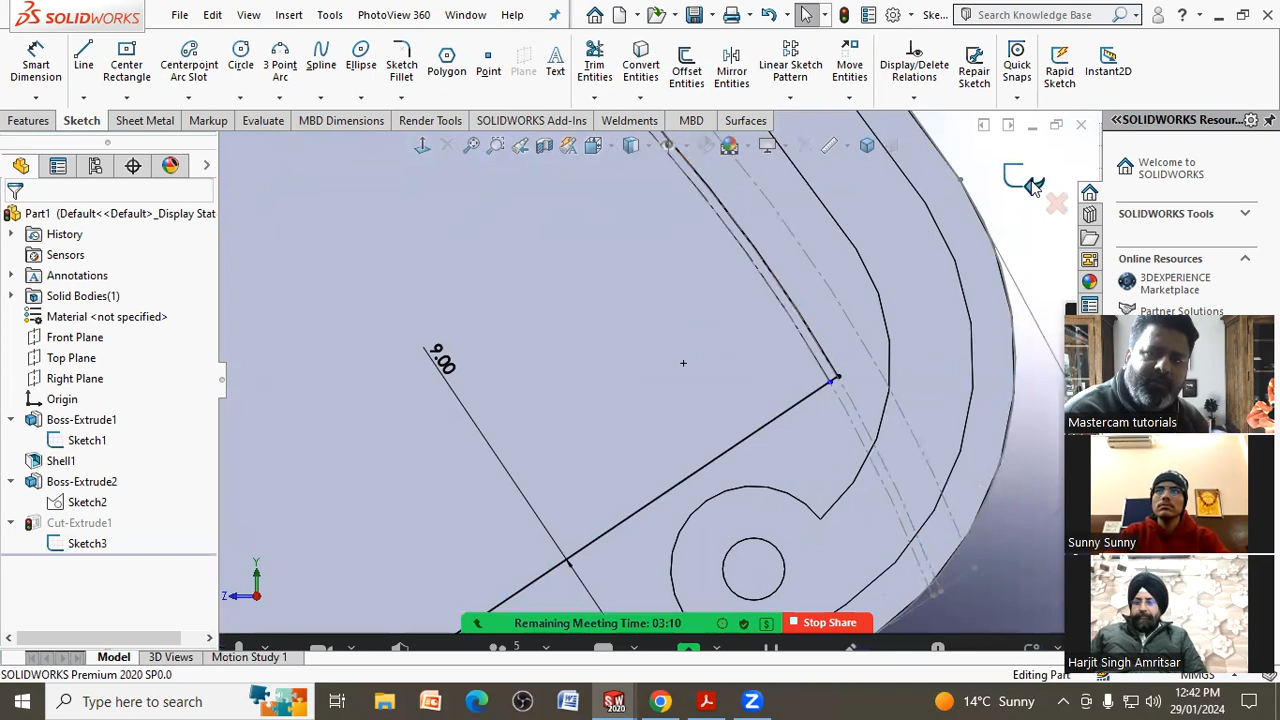 SOLIDWORKS File Edit View Insert Tools PhotoView 360 Window Help Ske... Search Knowledge Base ?
Smart Dimension Line Center Rectangle Centerpoint Arc Slot Circle 3 Point Arc Spline Ellipse Sketch Fillet Polygon Point Plane Text Trim Entities Convert Entities Offset Entities Mirror Entities Linear Sketch Pattern Move Entities Display/Delete Relations Repair Sketch Quick Snaps Rapid Sketch Instant2D
Features Sketch Sheet Metal Markup Evaluate MBD Dimensions Render Tools SOLIDWORKS Add-Ins Weldments MBD Surfaces
SOLIDWORKS Resour...
Welcome to
SOLIDWORKS
SOLIDWORKS Tools
Online Resources
3DEXPERIENCE
Marketplace
Partner Solutions
Part1 (Default<<Default>_Display Stat
History
Sensors
Annotations
Solid Bodies(1)
Material <not specified>
Front Plane
Top Plane
Right Plane
Origin
Boss-Extrude1
Sketch1
Shell1
Boss-Extrude2
Sketch2
Cut-Extrude1
Sketch3
9.00
Y
Z
Mastercam tutorials
Sunny Sunny
Harjit Singh Amritsar
Remaining Meeting Time: 03:10 Stop Share
5
Model 3D Views Motion Study 1
SOLIDWORKS Premium 2020 SP0.0 Editing Part MMGS
Type here to search 14°C Sunny 12:42 PM
29/01/2024